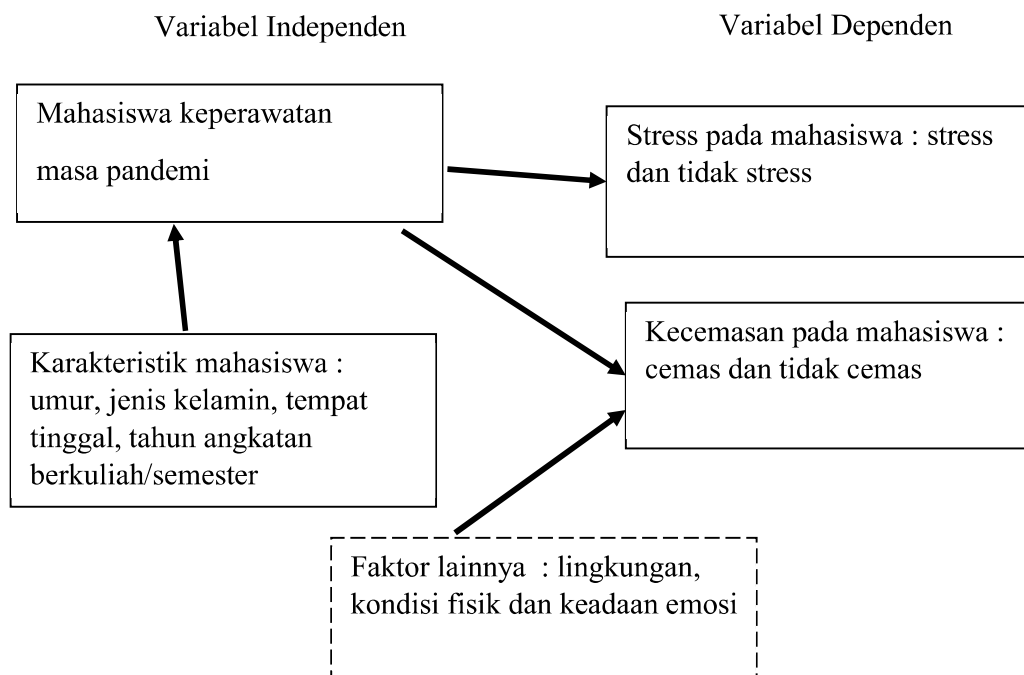 Variabel Independen
Variabel Dependen
Mahasiswa keperawatan
masa pandemi
Stress pada mahasiswa : stress
dan tidak stress
Karakteristik mahasiswa :
umur, jenis kelamin, tempat
tinggal, tahun angkatan
berkuliah/semester
Kecemasan pada mahasiswa :
cemas dan tidak cemas
Faktor lainnya  : lingkungan,
kondisi fisik dan keadaan emosi